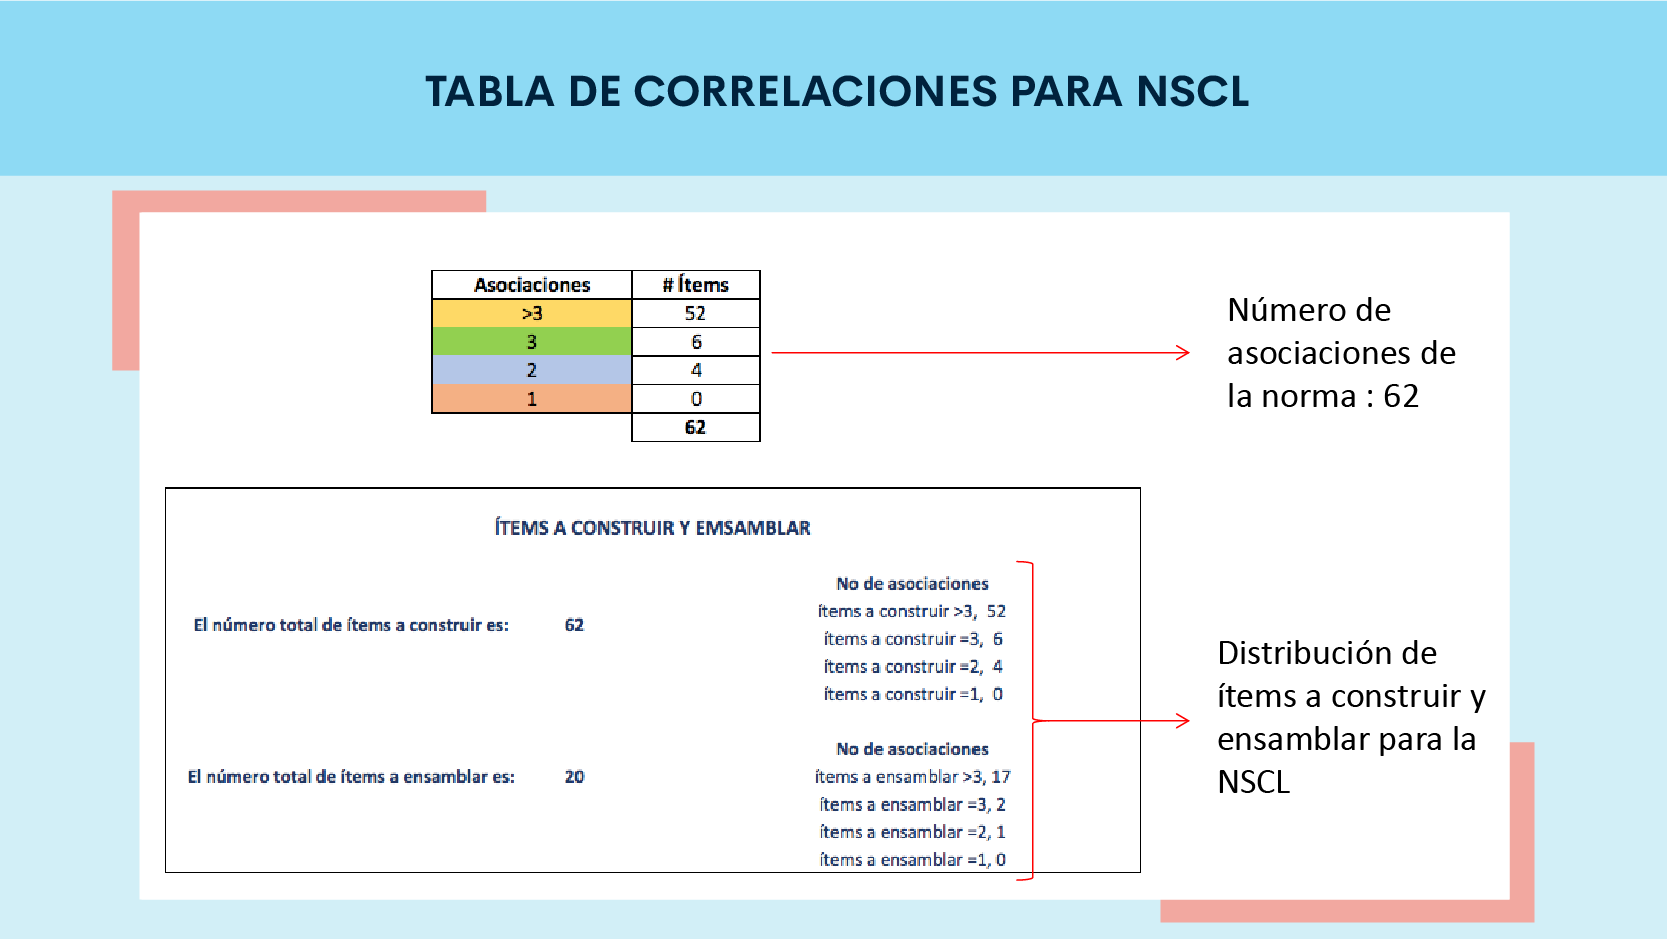 TABLA DE CORRELACIONES PARA NSCL
Asociaciones # Ítems
>3 52
3 6
2 4
1 0
62
Número de
asociaciones de
la norma : 62
ÍTEMS A CONSTRUIR Y EMSAMBLAR
El número total de ítems a construir es: 62
No de asociaciones
ítems a construir >3, 52
ítems a construir =3, 6
ítems a construir =2, 4
ítems a construir =1, 0
El número total de ítems a ensamblar es: 20
No de asociaciones
ítems a ensamblar >3, 17
ítems a ensamblar =3, 2
ítems a ensamblar =2, 1
ítems a ensamblar =1, 0
Distribución de
ítems a construir y
ensamblar para la
NSCL